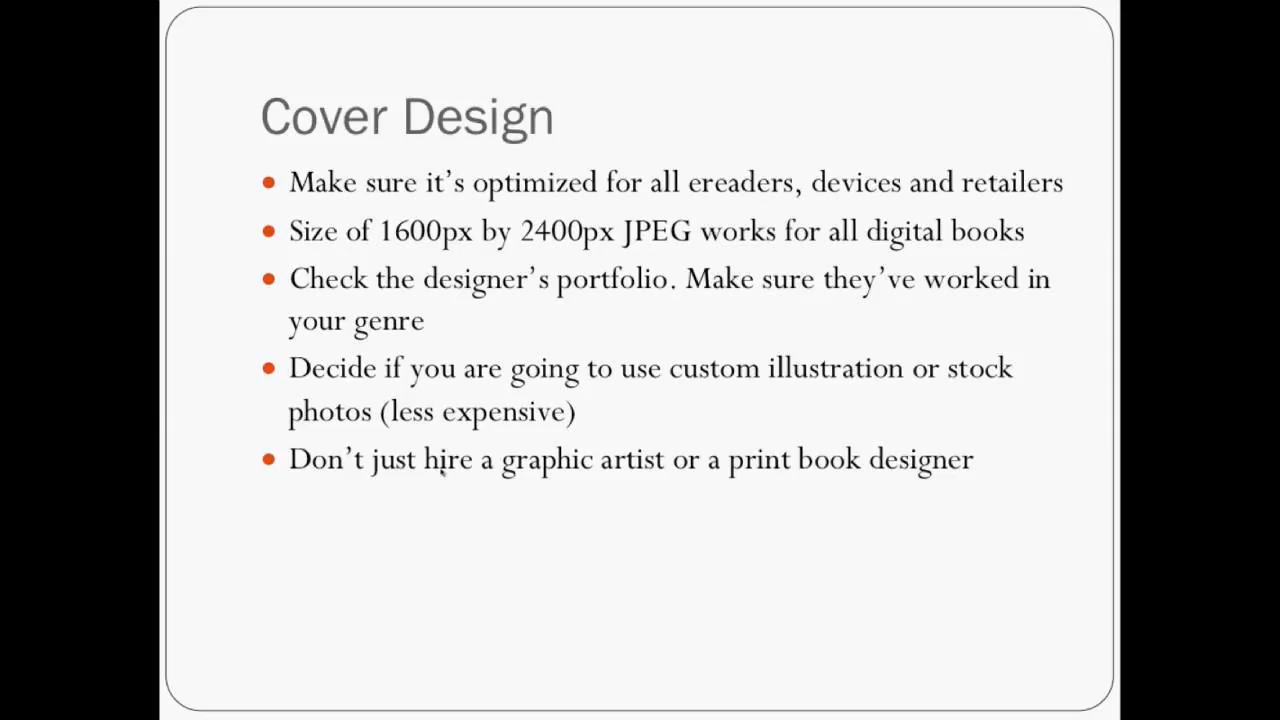 Cover Design
Make sure it’s optimized for all ereaders, devices and retailers
Size of 1600px by 2400px JPEG works for all digital books
Check the designer’s portfolio. Make sure they’ve worked in
your genre
Decide if you are going to use custom illustration or stock
photos (less expensive)
Don’t just hire a graphic artist or a print book designer